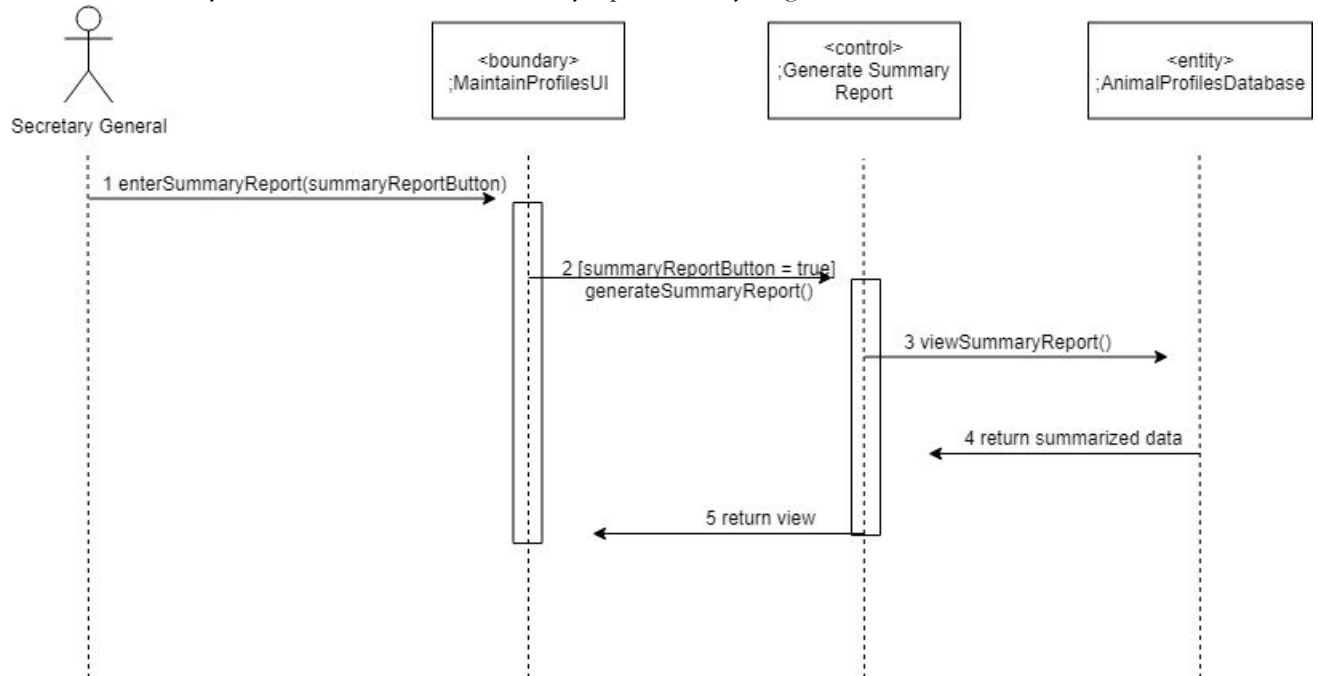 <boundary>
;MaintainProfilesUI
<control>
;Generate Summary
Report
<entity>
;AnimalProfilesDatabase
Secretary General
1 enterSummaryReport(summaryReportButton)
2 [summaryReportButton = true]
generateSummaryReport()
3 viewSummaryReport()
4 return summarized data
5 return view